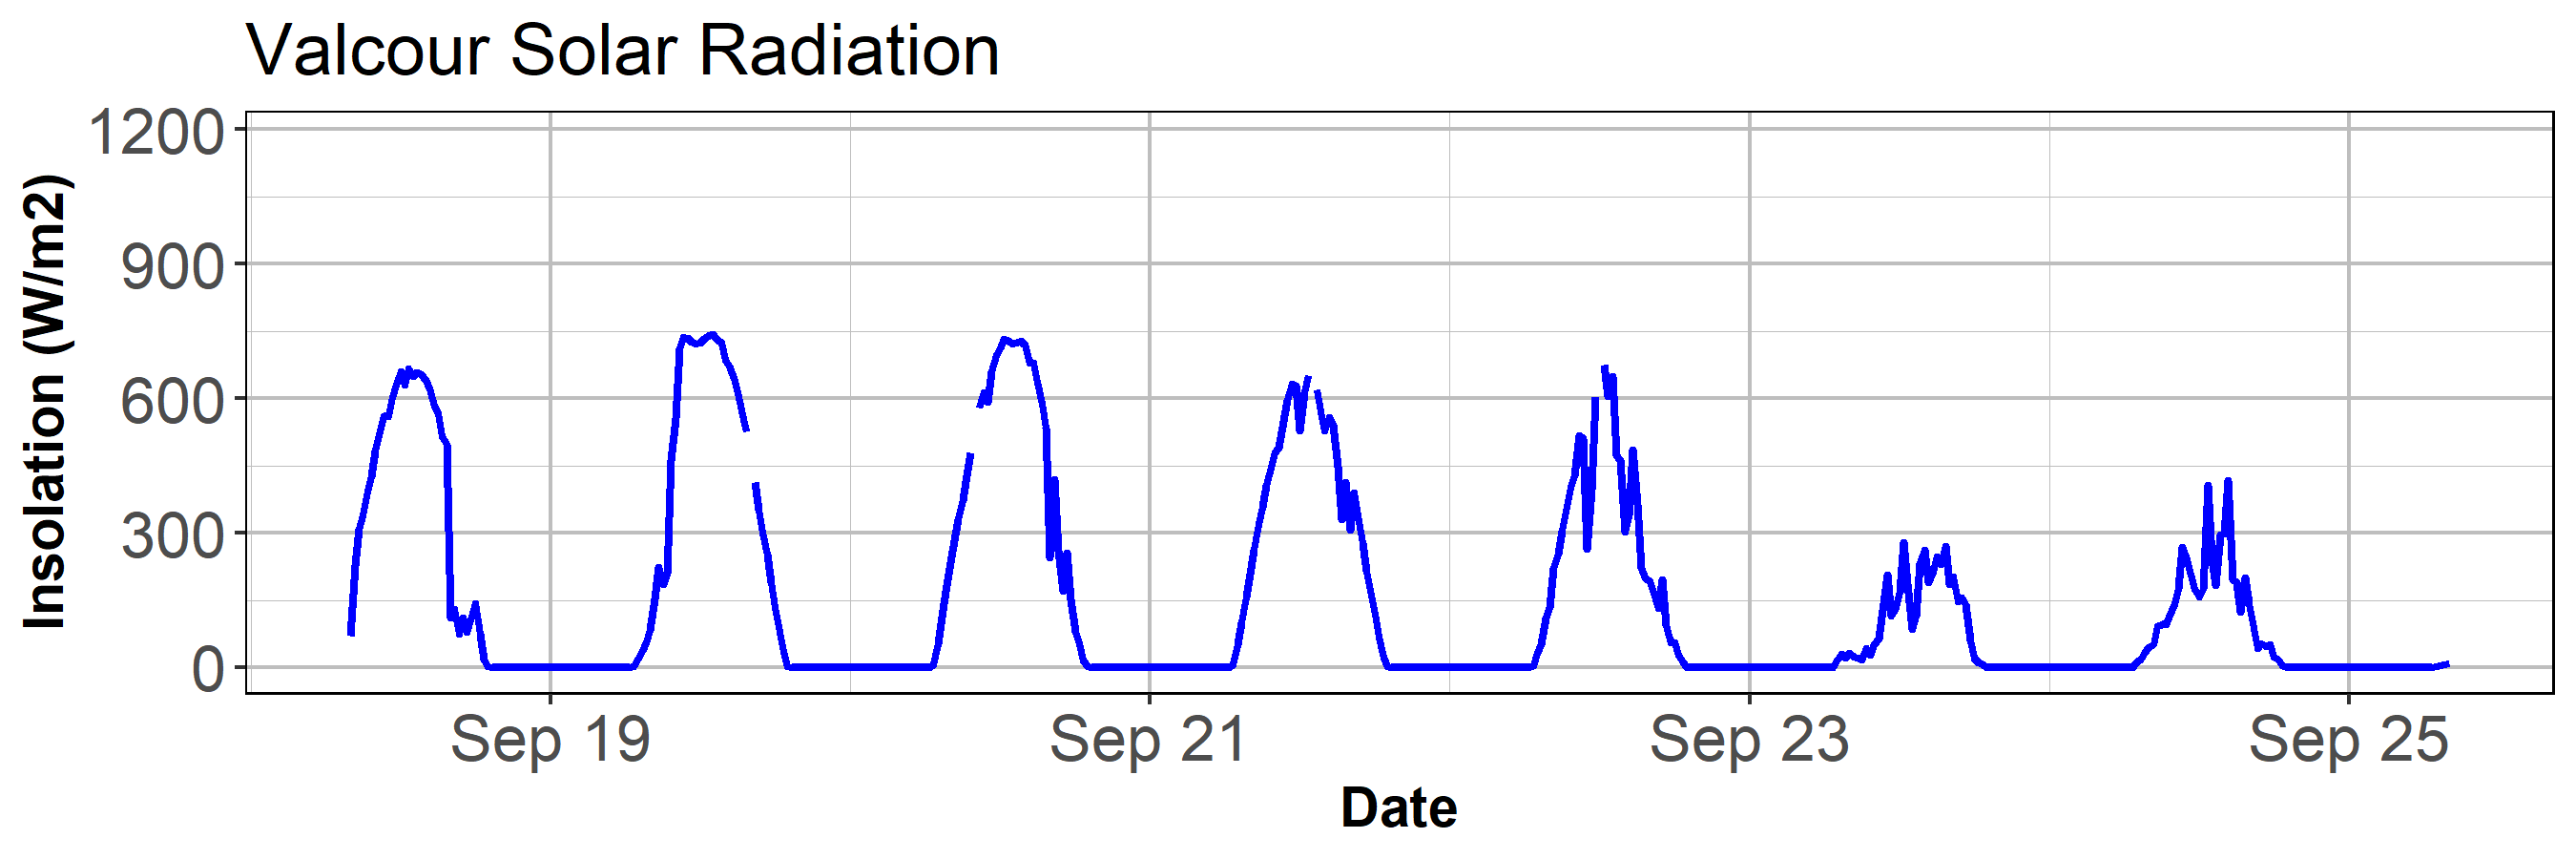 Valcour Solar Radiation
1200
900
600
300
0
Insolation (W/m2)
Sep 19 Sep 21 Sep 23 Sep 25
Date